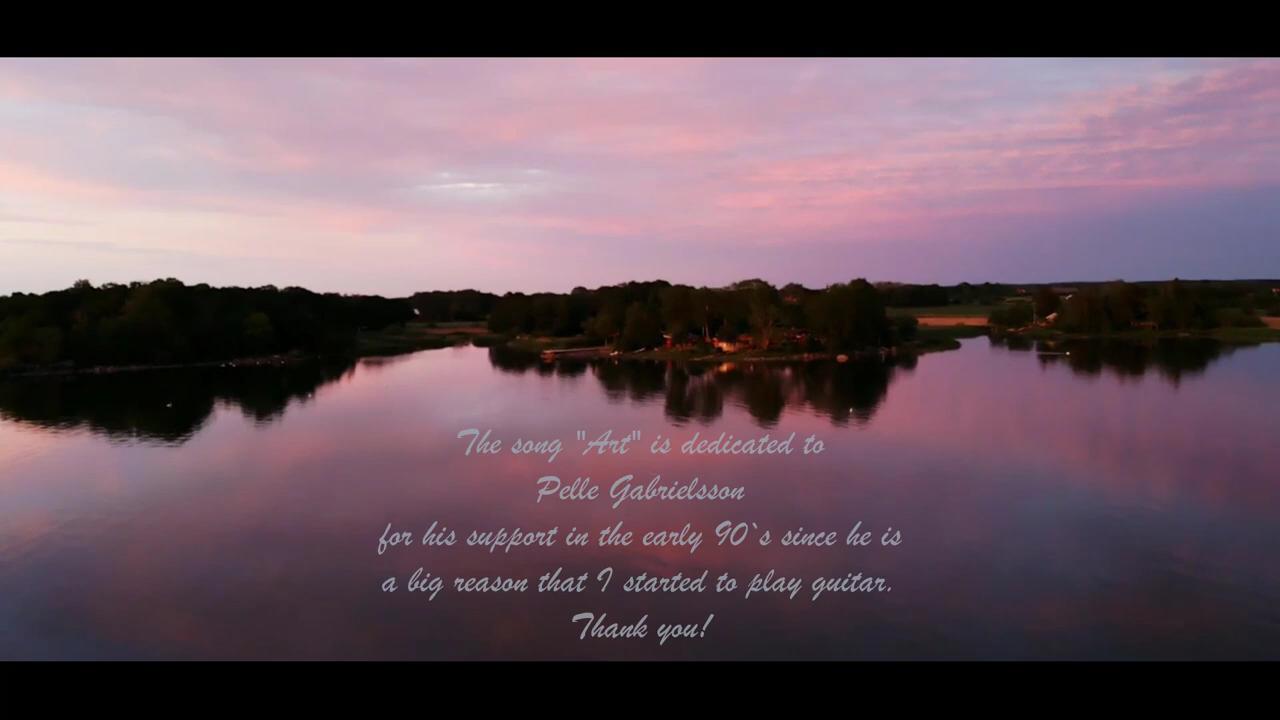 The song "Art" is dedicated to
Pelle Gabrielsson
for his support in the early 90`s since he is
a big reason that I started to play guitar.
Thank you!